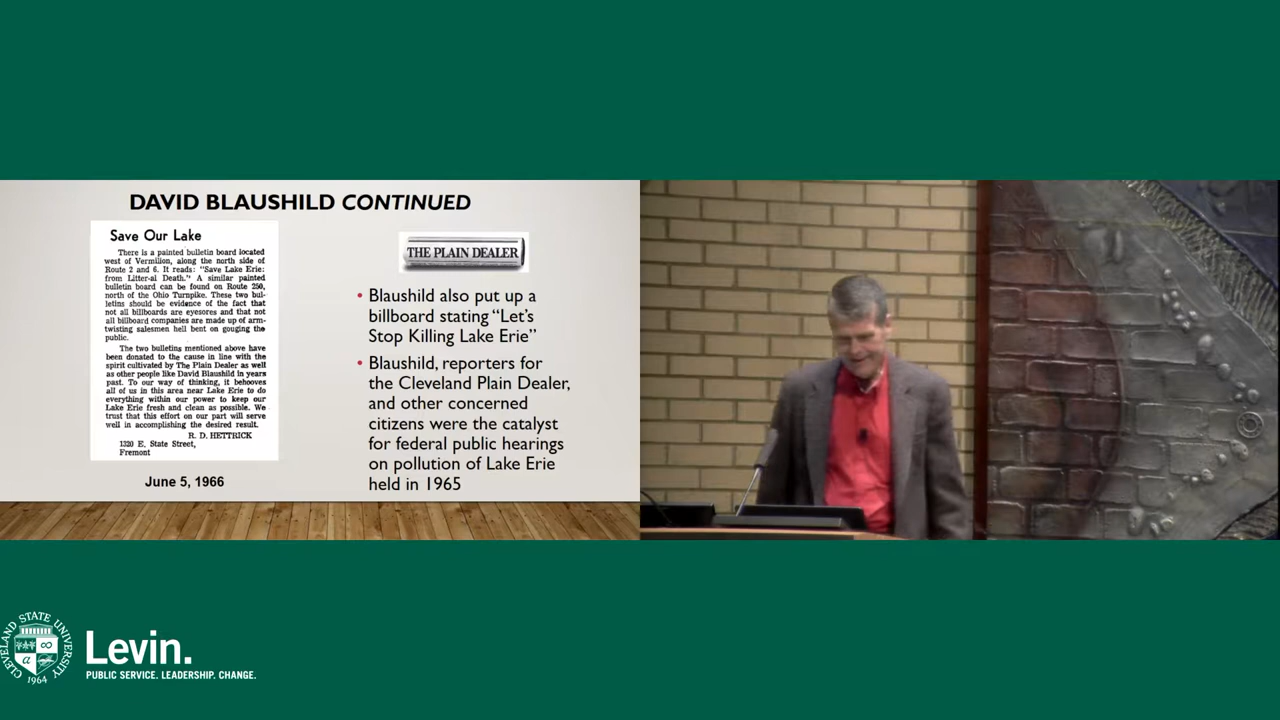 DAVID BLAUSHILD CONTINUED
Save Our Lake
There is a painted bulletin board located
west of Vermilion, along the north side of
Route 2 and 6. It reads: "Save Lake Erie:
from Litter-al Death." A similar painted
bulletin board can be found on Route 250,
north of the Ohio Turnpike. These two bul-
letins should be evidence of the fact that
not all billboards are eyesores and that not
all billboard companies are made up of arm-
twisting salesmen hell bent on gouging the
public.
The two bulletins mentioned above have
been donated to the cause in line with the
spirit cultivated by The Plain Dealer as well
as other people like David Blaushild in years
past. To our way of thinking, it behooves
all of us in this area near Lake Erie to do
everything within our power to keep our
Lake Erie fresh and clean as possible. We
trust that this effort on our part will serve
well in accomplishing the desired result.
R. D. HETTRICK
1320 E. State Street,
Fremont
June 5, 1966
THE PLAIN DEALER
• Blaushild also put up a
billboard stating “Let’s
Stop Killing Lake Erie”
• Blaushild, reporters for
the Cleveland Plain Dealer,
and other concerned
citizens were the catalyst
for federal public hearings
on pollution of Lake Erie
held in 1965
CLEVELAND STATE UNIVERSITY
1964
Levin.
PUBLIC SERVICE. LEADERSHIP. CHANGE.